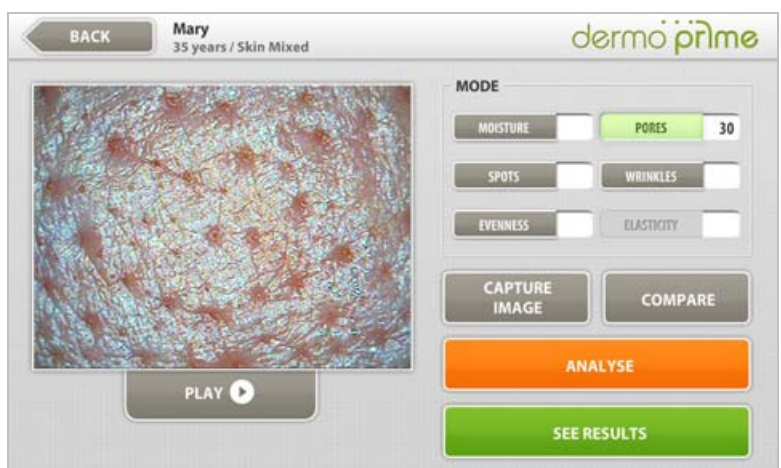 BACK
Mary
35 years / Skin Mixed
dermo prime
MODE
MOISTURE
PORES 30
SPOTS
WRINKLES
EVENNESS
ELASTICITY
CAPTURE
IMAGE
COMPARE
ANALYSE
PLAY
SEE RESULTS